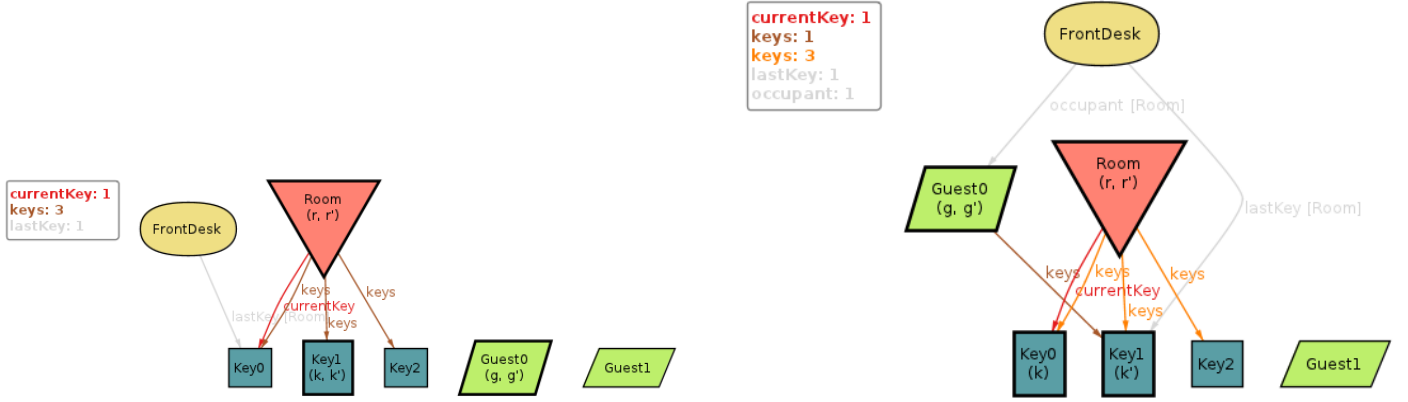 currentKey: 1
keys: 3
lastKey: 1
FrontDesk
Room
(r, r')
keys
keys
currentKey
lastKey [Room]
keys
Key0
Key1
(k, k')
Key2
Guest0
(g, g')
Guest1
currentKey: 1
keys: 1
keys: 3
lastKey: 1
occupant: 1
FrontDesk
occupant [Room]
Room
(r, r')
Guest0
(g, g')
lastKey [Room]
keys
keys
keys
currentKey
keys
Key0
(k)
Key1
(k')
Key2
Guest1